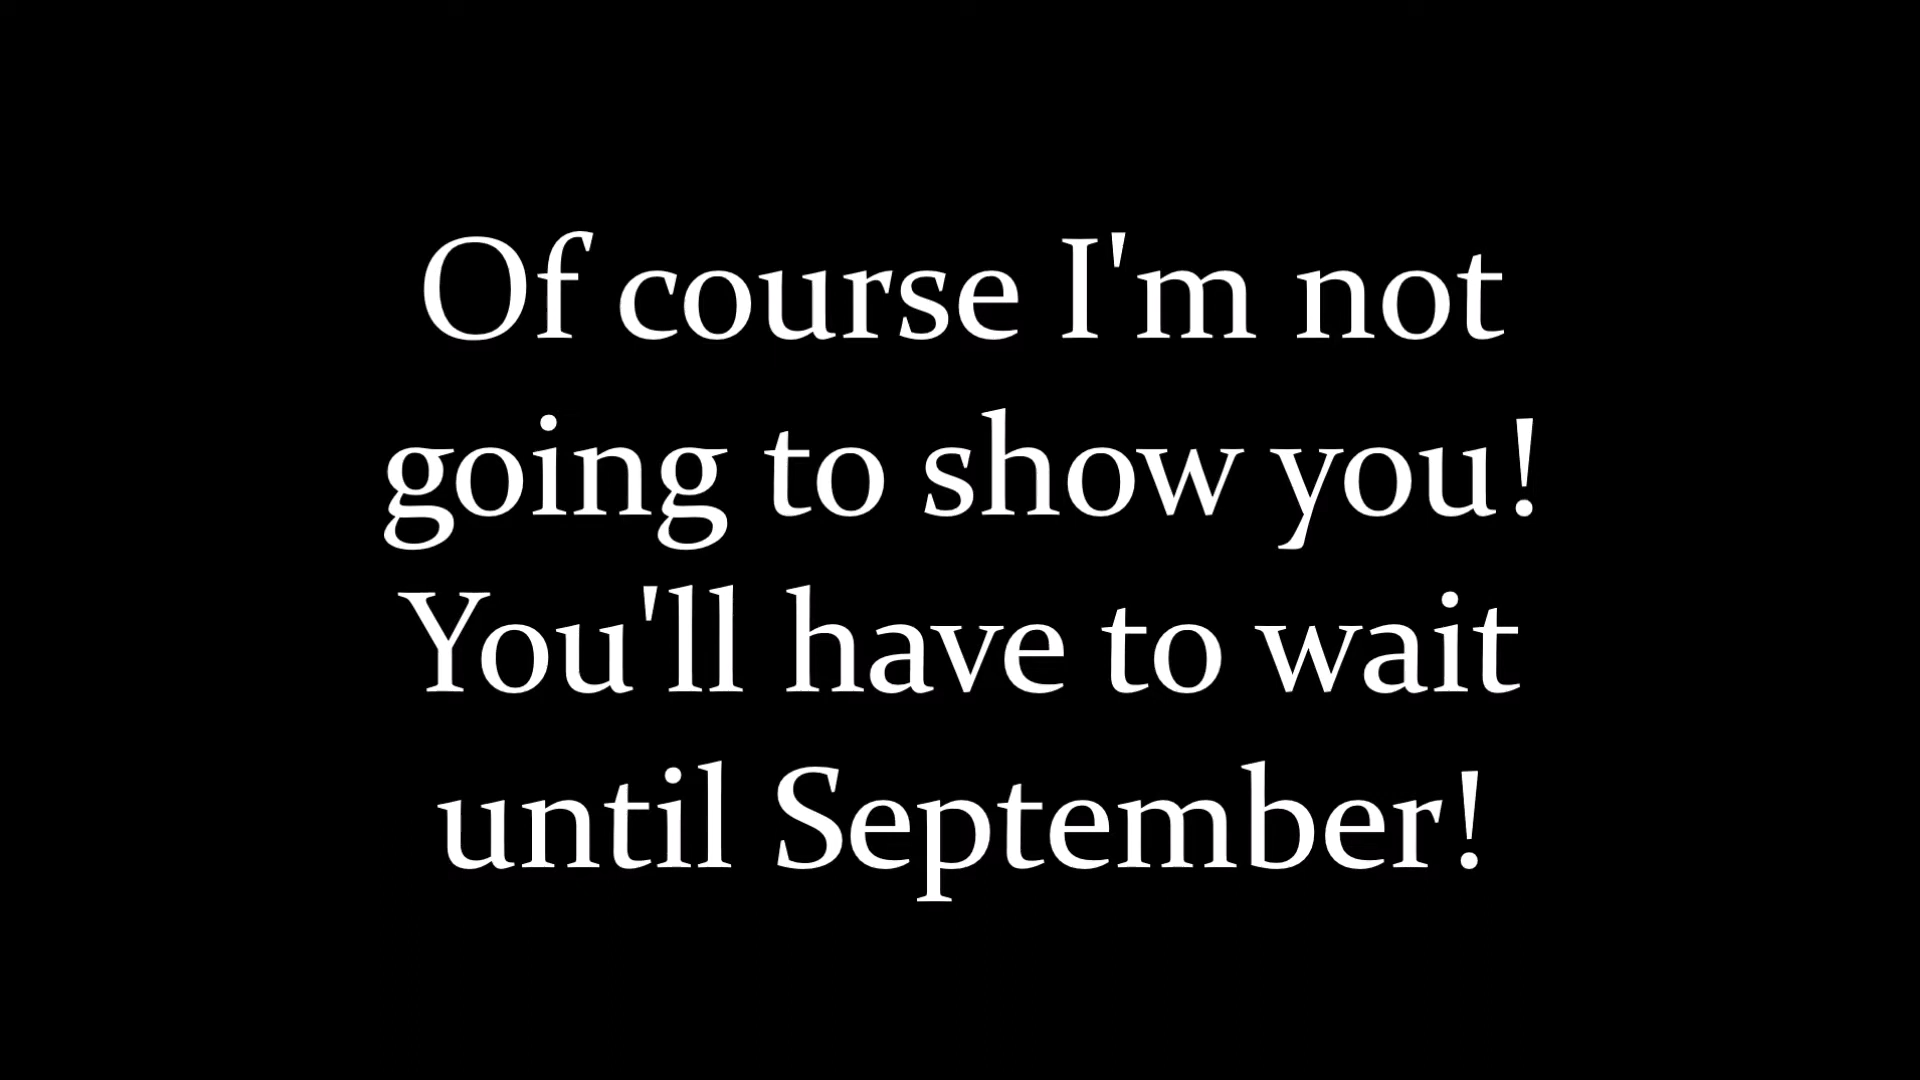 Of course I'm not
going to show you!
You'll have to wait
until September!